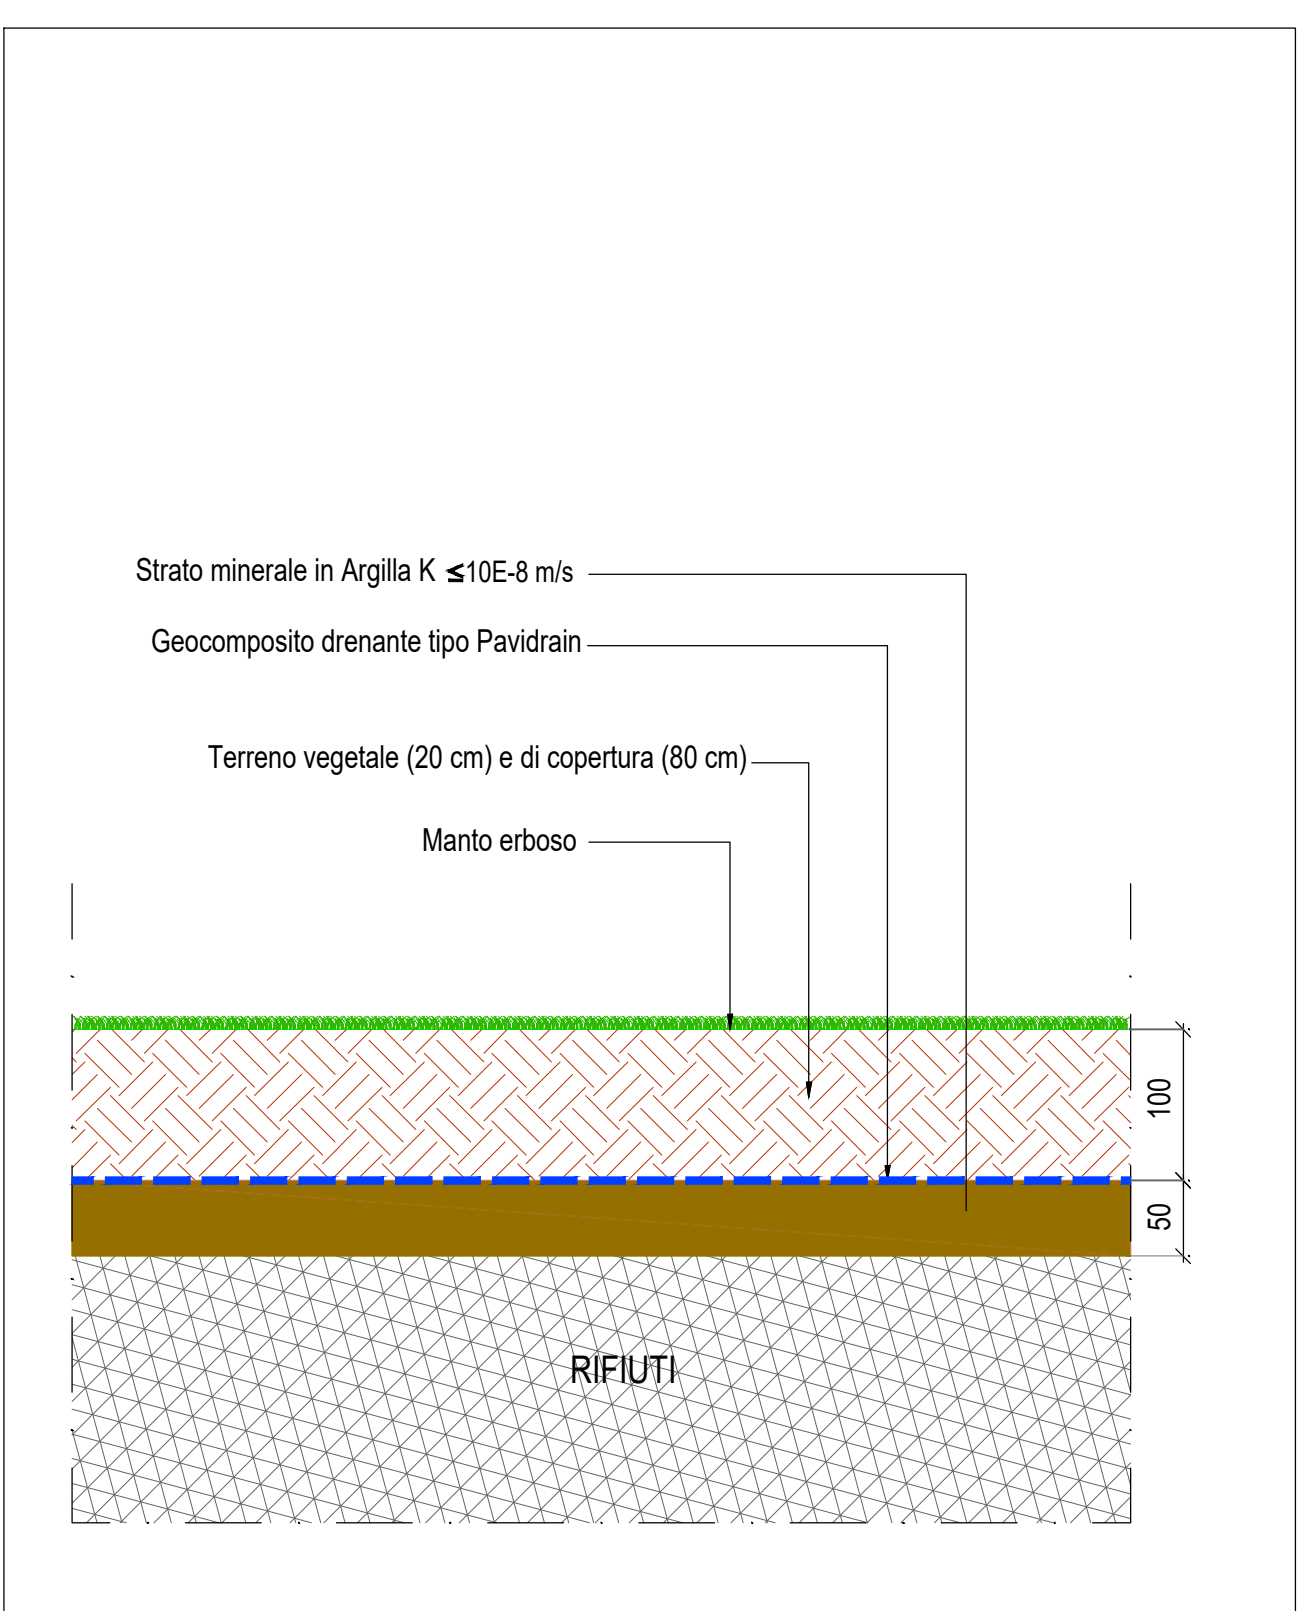 Strato minerale in Argilla K ≤10E-8 m/s
Geocomposito drenante tipo Pavidrain
Terreno vegetale (20 cm) e di copertura (80 cm)
Manto erboso
100
50
RIFIUTI